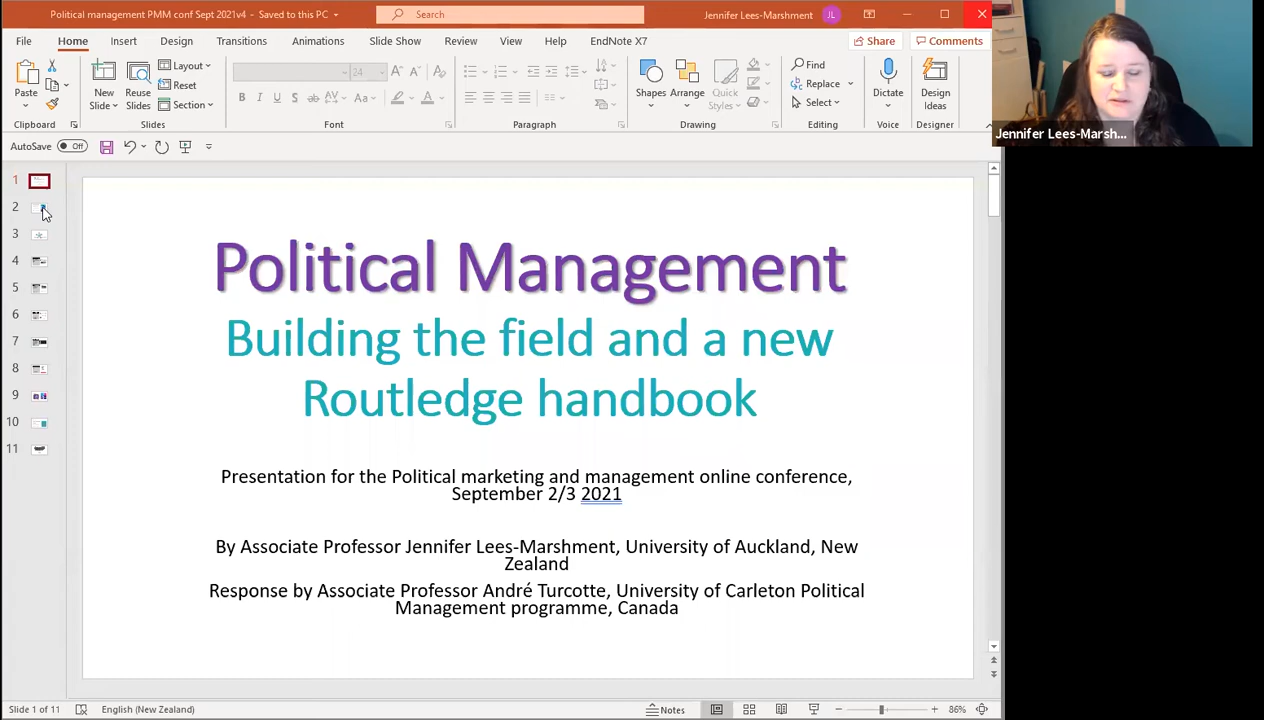 Political management PMM conf Sept 2021v4 - Saved to this PC
Search
Jennifer Lees-Marshment
JL
File Home Insert Design Transitions Animations Slide Show Review View Help EndNote X7
Share
Comments
Paste
New Slides
Reuse Slides
Layout
Reset
Section
24
B I U S ab AV Aa A
Shapes
Arrange
Quick Styles
Find
Replace
Select
Dictate
Design Ideas
Clipboard Slides Font Paragraph Drawing Editing Voice Designer
AutoSave Off
Jennifer Lees-Marsh...
1
2
3
4
5
6
7
8
9
10
11
Political Management
Building the field and a new
Routledge handbook
Presentation for the Political marketing and management online conference,
September 2/3 2021
By Associate Professor Jennifer Lees-Marshment, University of Auckland, New
Zealand
Response by Associate Professor André Turcotte, University of Carleton Political
Management programme, Canada
Slide 1 of 11 English (New Zealand) Notes 86%